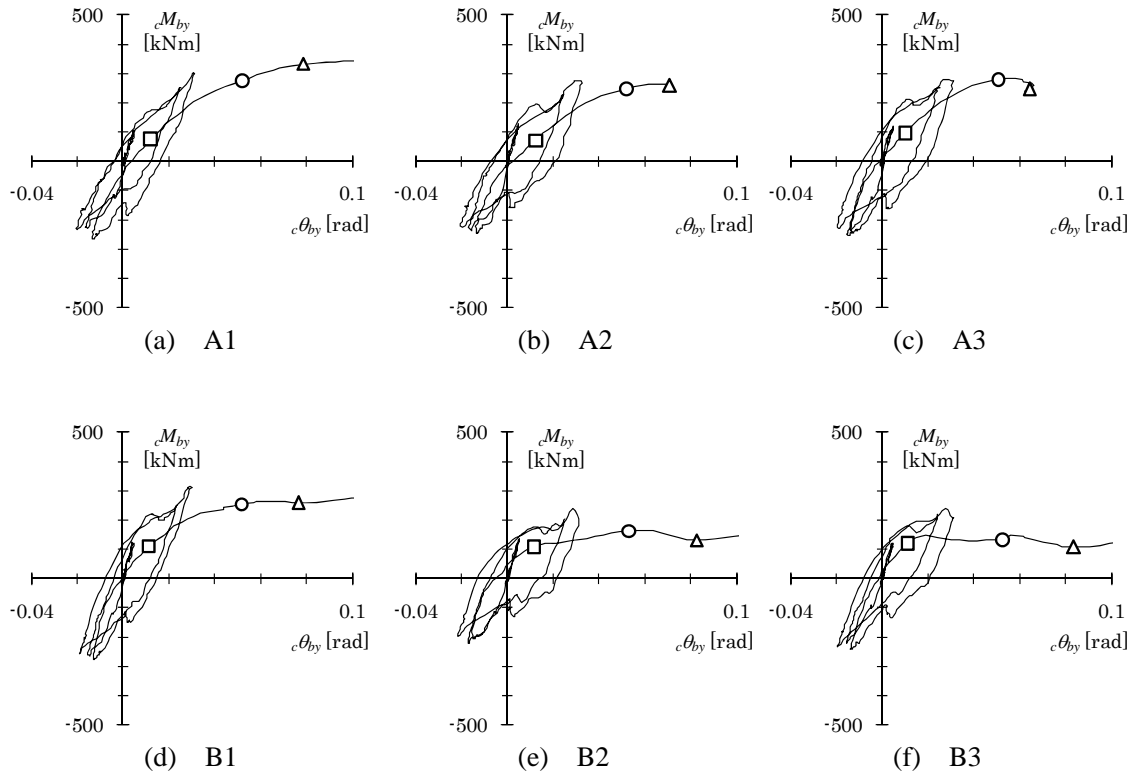 500
cMby
[kNm]
-0.04
0.1
cθby [rad]
-500
(a) A1
500
cMby
[kNm]
-0.04
0.1
cθby [rad]
-500
(b) A2
500
cMby
[kNm]
-0.04
0.1
cθby [rad]
-500
(c) A3
500
cMby
[kNm]
-0.04
0.1
cθby [rad]
-500
(d) B1
500
cMby
[kNm]
-0.04
0.1
cθby [rad]
-500
(e) B2
500
cMby
[kNm]
-0.04
0.1
cθby [rad]
-500
(f) B3